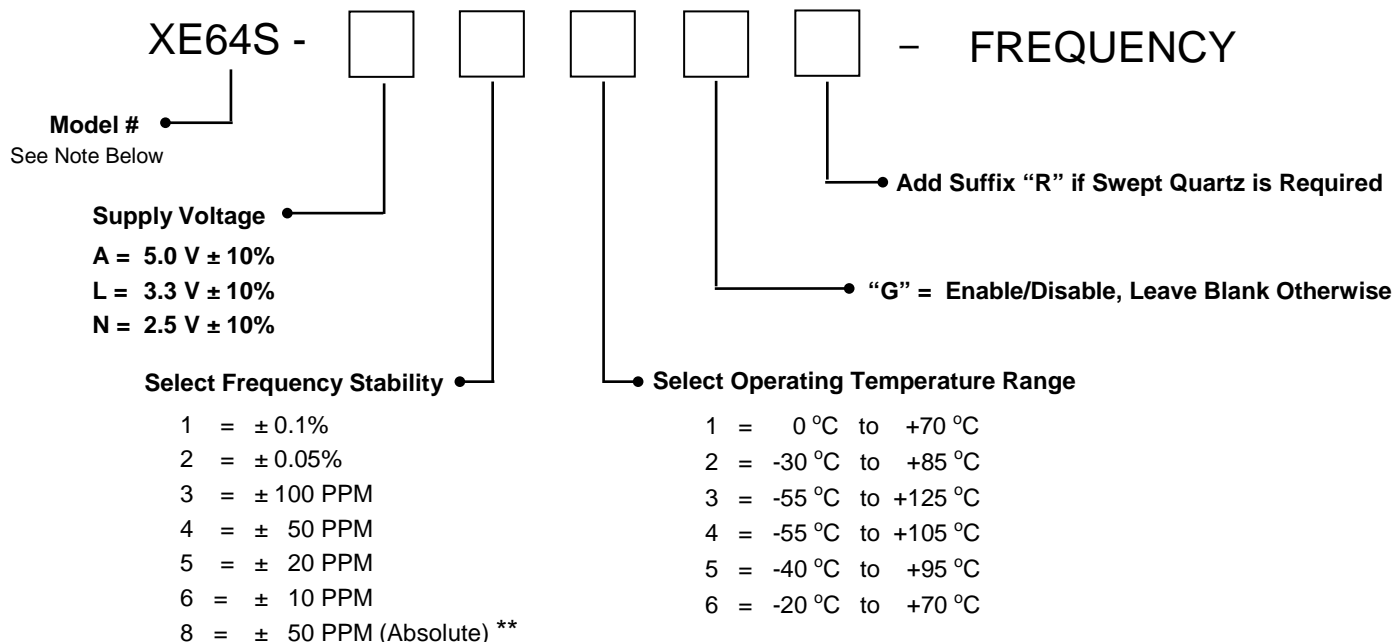 XE64S - – FREQUENCY
Model #
See Note Below
Add Suffix “R” if Swept Quartz is Required
Supply Voltage
A = 5.0 V ± 10%
L = 3.3 V ± 10%
N = 2.5 V ± 10%
“G” = Enable/Disable, Leave Blank Otherwise
Select Frequency Stability
1 = ± 0.1%
2 = ± 0.05%
3 = ± 100 PPM
4 = ± 50 PPM
5 = ± 20 PPM
6 = ± 10 PPM
8 = ± 50 PPM (Absolute) **
Select Operating Temperature Range
1 = 0 °C to +70 °C
2 = -30 °C to +85 °C
3 = -55 °C to +125 °C
4 = -55 °C to +105 °C
5 = -40 °C to +95 °C
6 = -20 °C to +70 °C